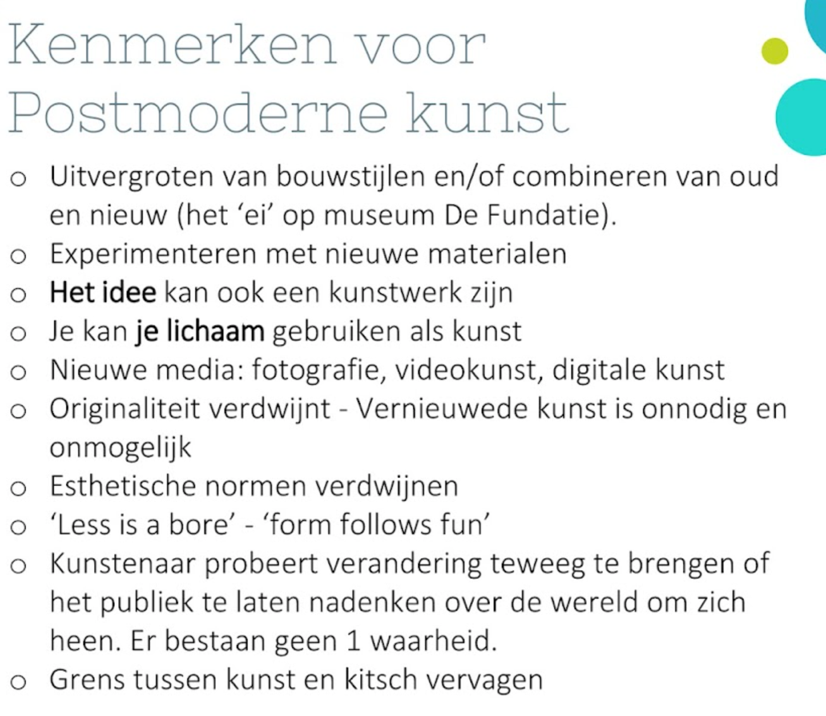 Kenmerken voor
Postmoderne kunst
o Uitvergroten van bouwstijlen en/of combineren van oud
en nieuw (het ‘ei’ op museum De Fundatie).
o Experimenteren met nieuwe materialen
o Het idee kan ook een kunstwerk zijn
o Je kan je lichaam gebruiken als kunst
o Nieuwe media: fotografie, videokunst, digitale kunst
o Originaliteit verdwijnt - Vernieuwede kunst is onnodig en
onmogelijk
o Esthetische normen verdwijnen
o ‘Less is a bore’ - ‘form follows fun’
o Kunstenaar probeert verandering teweeg te brengen of
het publiek te laten nadenken over de wereld om zich
heen. Er bestaan geen 1 waarheid.
o Grens tussen kunst en kitsch vervagen